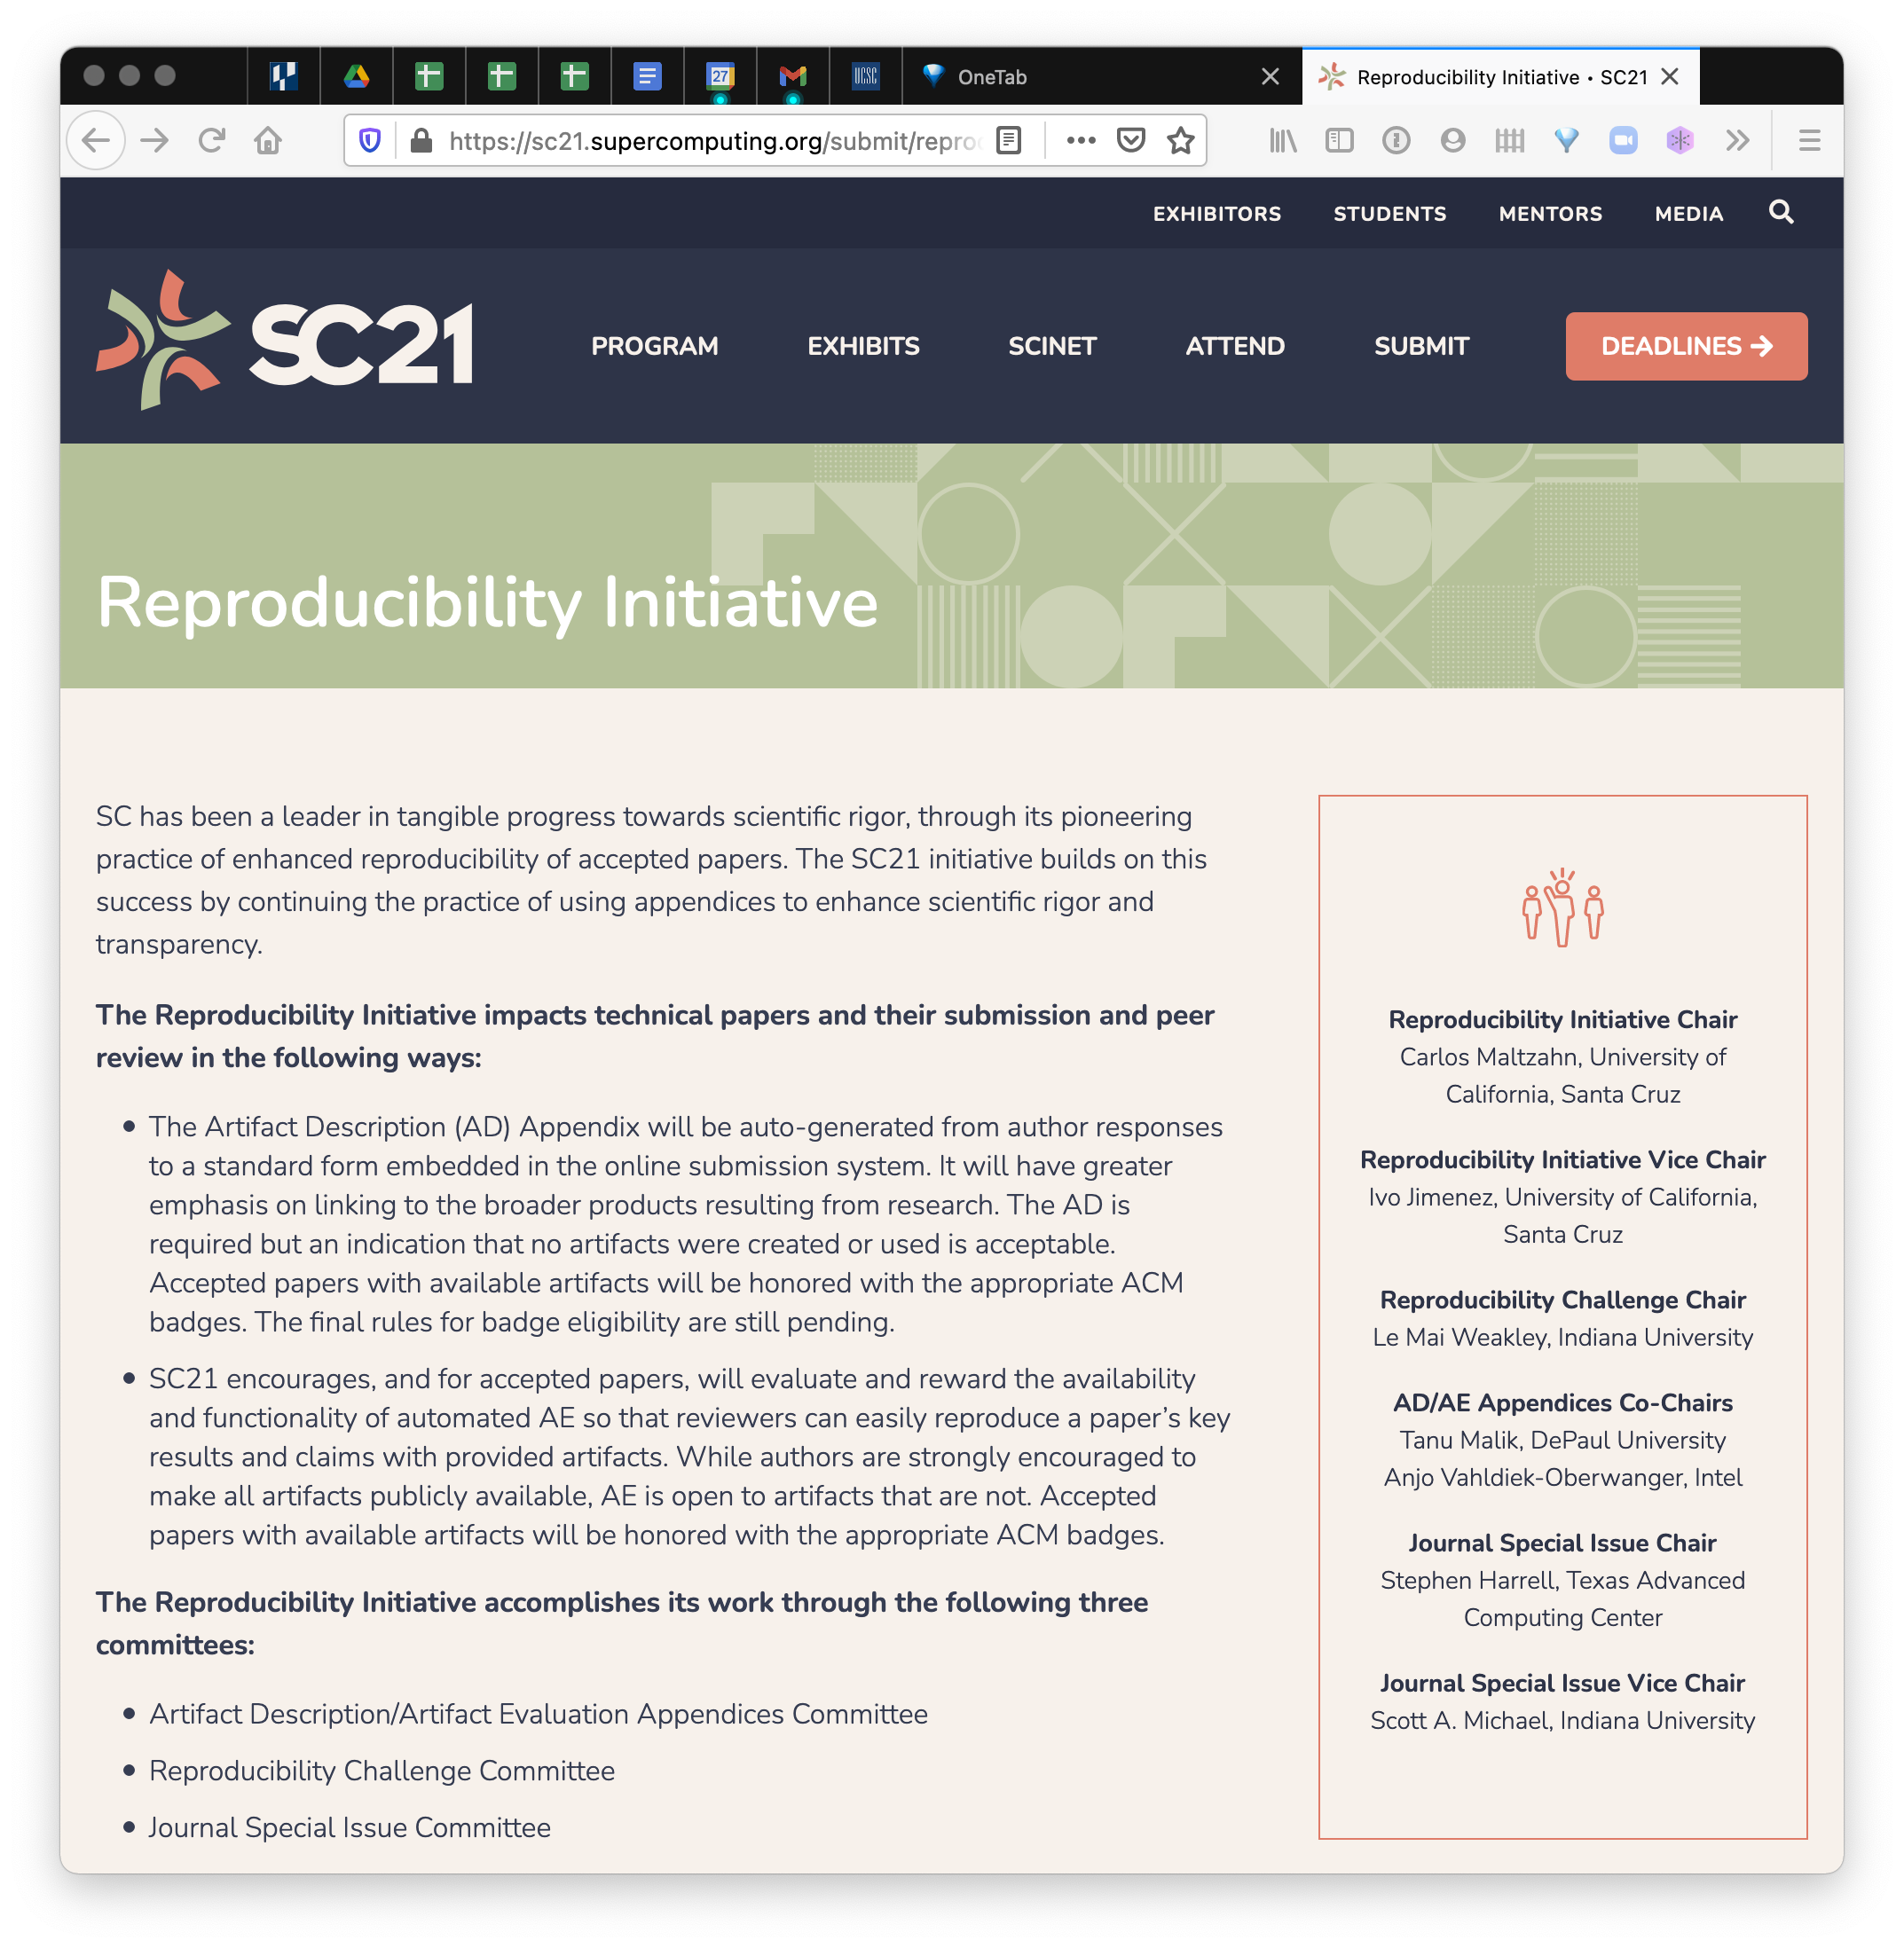 27
UCSC
OneTab
Reproducibility Initiative • SC21
https://sc21.supercomputing.org/submit/repro
EXHIBITORS
STUDENTS
MENTORS
MEDIA
SC21
PROGRAM
EXHIBITS
SCINET
ATTEND
SUBMIT
DEADLINES →
Reproducibility Initiative
SC has been a leader in tangible progress towards scientific rigor, through its pioneering
practice of enhanced reproducibility of accepted papers. The SC21 initiative builds on this
success by continuing the practice of using appendices to enhance scientific rigor and
transparency.
The Reproducibility Initiative impacts technical papers and their submission and peer
review in the following ways:
• The Artifact Description (AD) Appendix will be auto-generated from author responses
to a standard form embedded in the online submission system. It will have greater
emphasis on linking to the broader products resulting from research. The AD is
required but an indication that no artifacts were created or used is acceptable.
Accepted papers with available artifacts will be honored with the appropriate ACM
badges. The final rules for badge eligibility are still pending.
• SC21 encourages, and for accepted papers, will evaluate and reward the availability
and functionality of automated AE so that reviewers can easily reproduce a paper’s key
results and claims with provided artifacts. While authors are strongly encouraged to
make all artifacts publicly available, AE is open to artifacts that are not. Accepted
papers with available artifacts will be honored with the appropriate ACM badges.
The Reproducibility Initiative accomplishes its work through the following three
committees:
• Artifact Description/Artifact Evaluation Appendices Committee
• Reproducibility Challenge Committee
• Journal Special Issue Committee
Reproducibility Initiative Chair
Carlos Maltzahn, University of
California, Santa Cruz
Reproducibility Initiative Vice Chair
Ivo Jimenez, University of California,
Santa Cruz
Reproducibility Challenge Chair
Le Mai Weakley, Indiana University
AD/AE Appendices Co-Chairs
Tanu Malik, DePaul University
Anjo Vahldiek-Oberwanger, Intel
Journal Special Issue Chair
Stephen Harrell, Texas Advanced
Computing Center
Journal Special Issue Vice Chair
Scott A. Michael, Indiana University